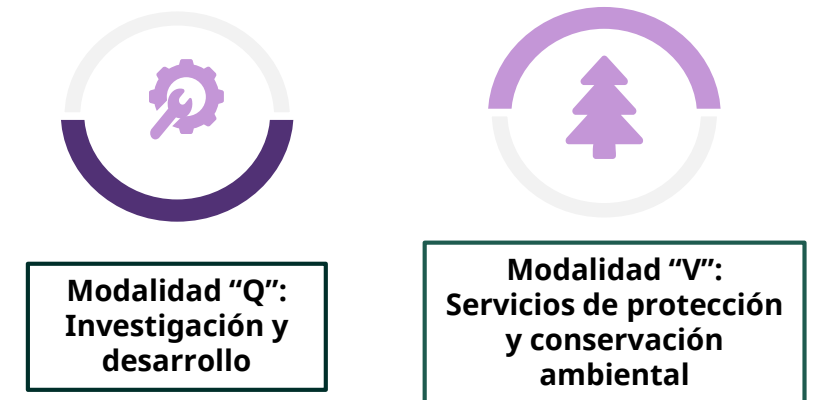 Modalidad “Q”:
Investigación y
desarrollo
Modalidad “V”:
Servicios de protección
y conservación
ambiental